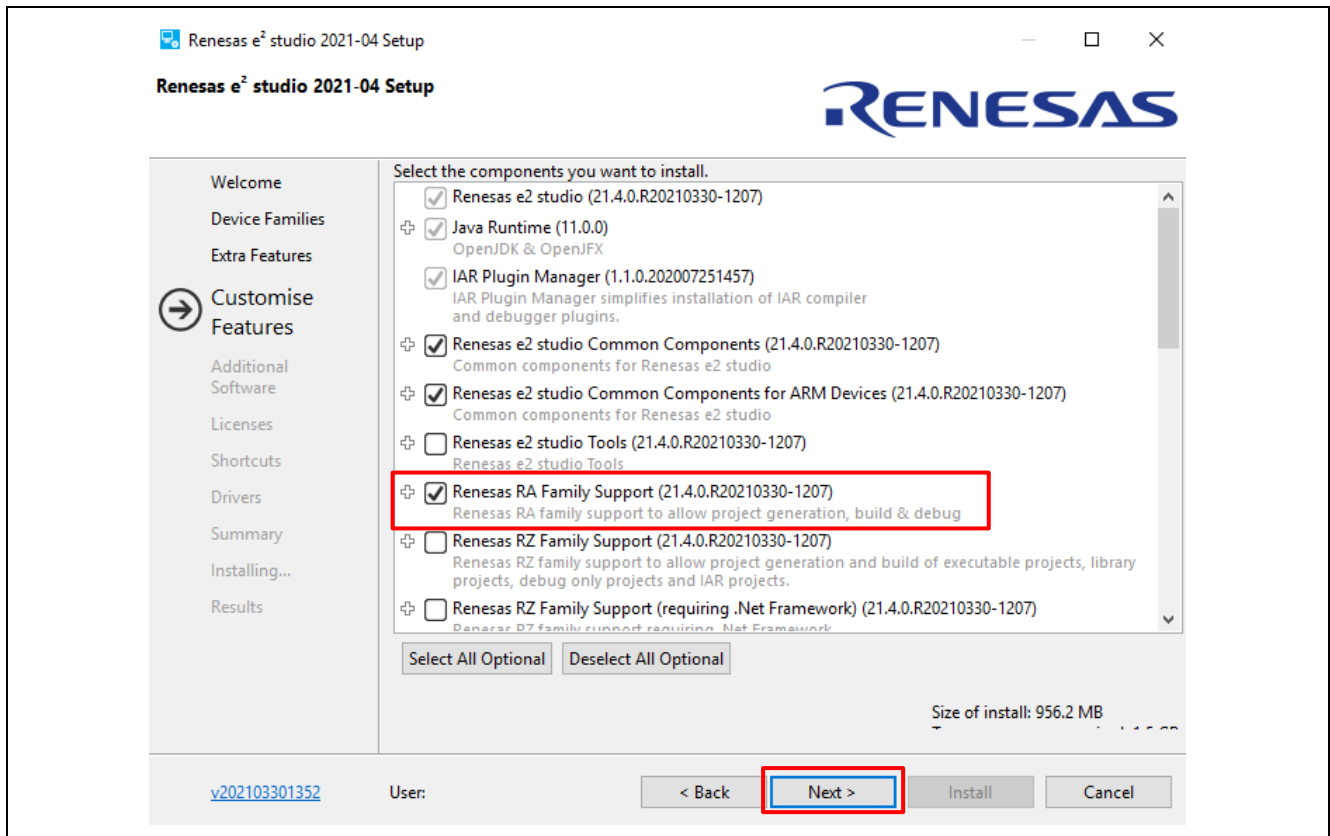 Renesas e² studio 2021-04 Setup
Renesas e² studio 2021-04 Setup
RENESAS
Welcome
Device Families
Extra Features
Customise
Features
Additional
Software
Licenses
Shortcuts
Drivers
Summary
Installing...
Results
Select the components you want to install.
Renesas e2 studio (21.4.0.R20210330-1207)
Java Runtime (11.0.0)
OpenJDK & OpenJFX
IAR Plugin Manager (1.1.0.202007251457)
IAR Plugin Manager simplifies installation of IAR compiler
and debugger plugins.
Renesas e2 studio Common Components (21.4.0.R20210330-1207)
Common components for Renesas e2 studio
Renesas e2 studio Common Components for ARM Devices (21.4.0.R20210330-1207)
Common components for Renesas e2 studio
Renesas e2 studio Tools (21.4.0.R20210330-1207)
Renesas e2 studio Tools
Renesas RA Family Support (21.4.0.R20210330-1207)
Renesas RA family support to allow project generation, build & debug
Renesas RZ Family Support (21.4.0.R20210330-1207)
Renesas RZ family support to allow project generation and build of executable projects, library
projects, debug only projects and IAR projects.
Renesas RZ Family Support (requiring .Net Framework) (21.4.0.R20210330-1207)
Renesas RZ family support requiring .Net Framework
Select All Optional Deselect All Optional
Size of install: 956.2 MB
v202103301352 User: < Back Next > Install Cancel